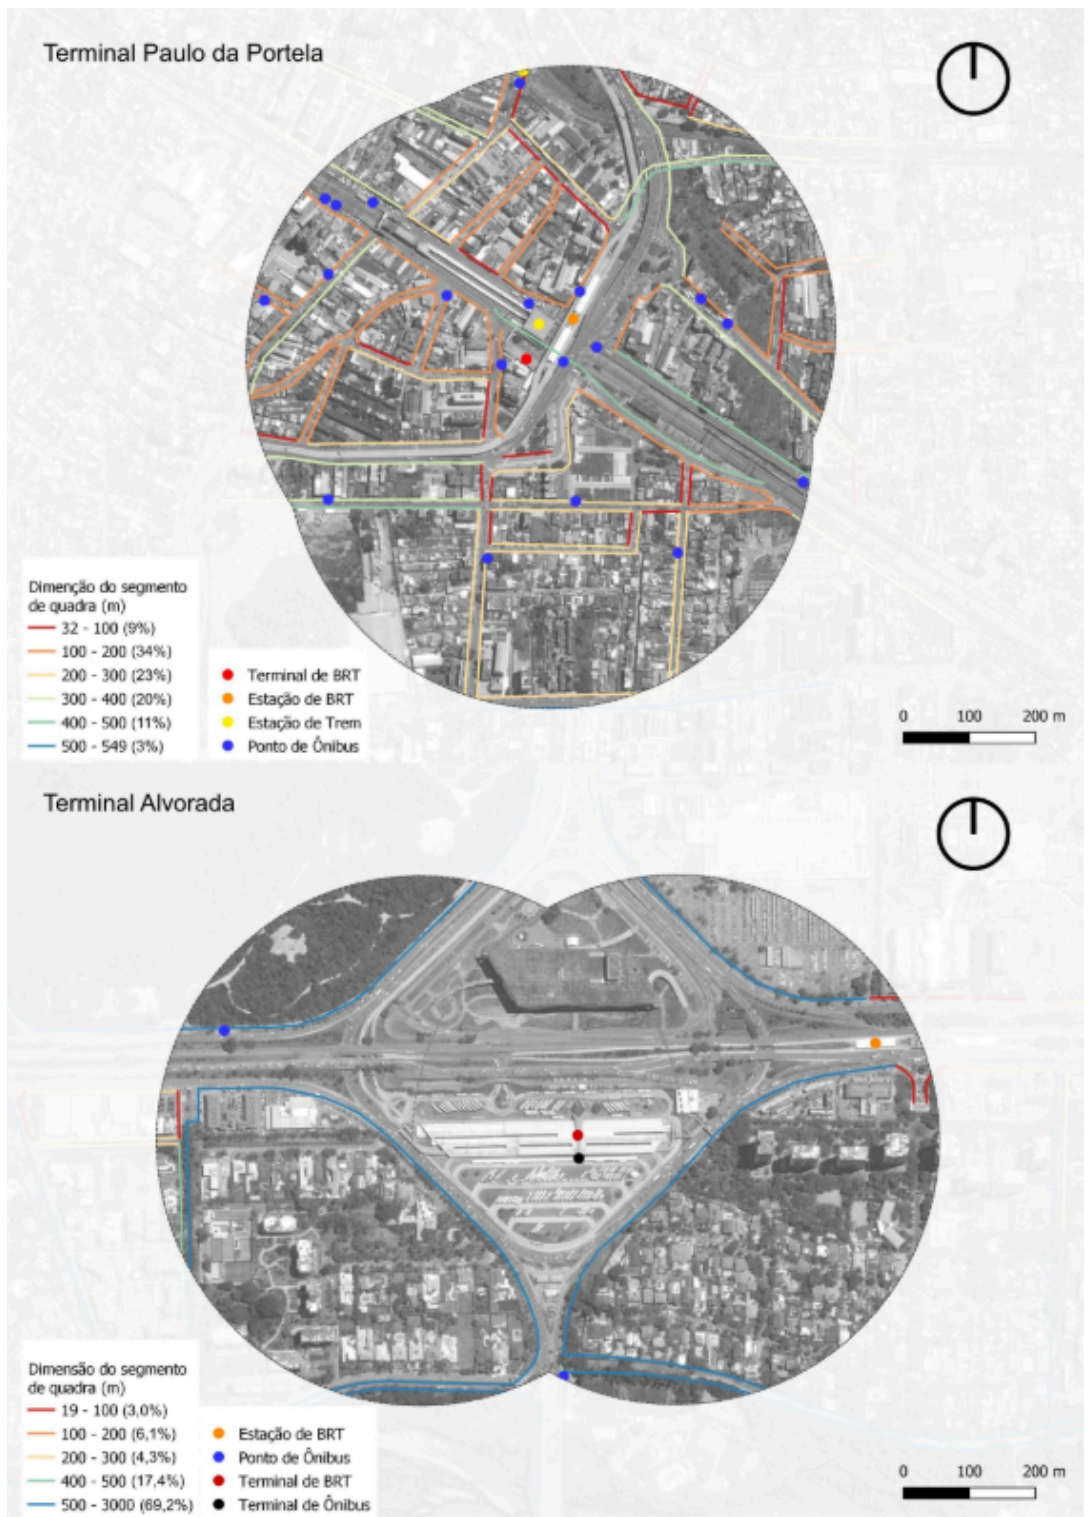 Terminal Paulo da Portela
Dimenção do segmento
de quadra (m)
32 - 100 (9%)
100 - 200 (34%)
200 - 300 (23%)
300 - 400 (20%)
400 - 500 (11%)
500 - 549 (3%)
Terminal de BRT
Estação de BRT
Estação de Trem
Ponto de Ônibus
0 100 200 m
Terminal Alvorada
Dimensão do segmento
de quadra (m)
19 - 100 (3,0%)
100 - 200 (6,1%)
200 - 300 (4,3%)
400 - 500 (17,4%)
500 - 3000 (69,2%)
Estação de BRT
Ponto de Ônibus
Terminal de BRT
Terminal de Ônibus
0 100 200 m